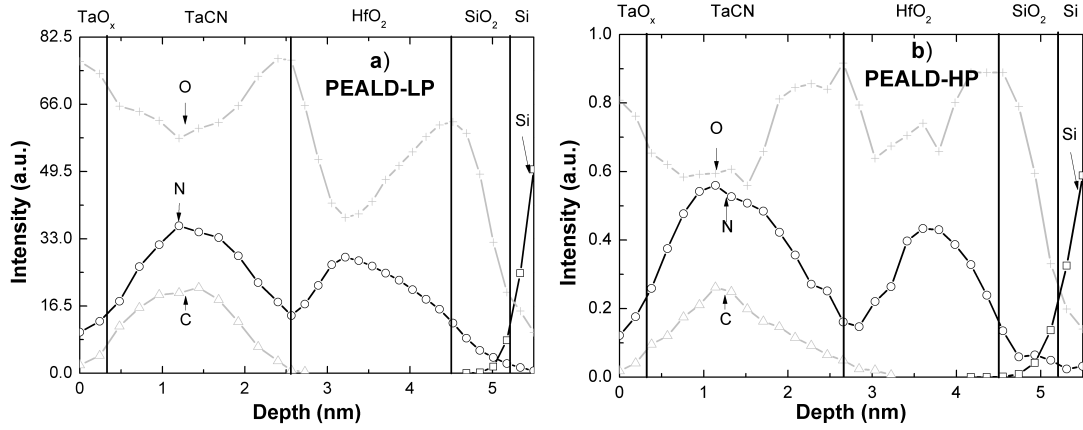 TaOx TaCN HfO2 SiO2 Si
a)
PEALD-LP
O
N
C
Si
82.5
66.0
49.5
33.0
16.5
0.0
Intensity (a.u.)
0 1 2 3 4 5
Depth (nm)
TaOx TaCN HfO2 SiO2 Si
b)
PEALD-HP
O
N
C
Si
1.0
0.8
0.6
0.4
0.2
0.0
Intensity (a.u.)
0 1 2 3 4 5
Depth (nm)